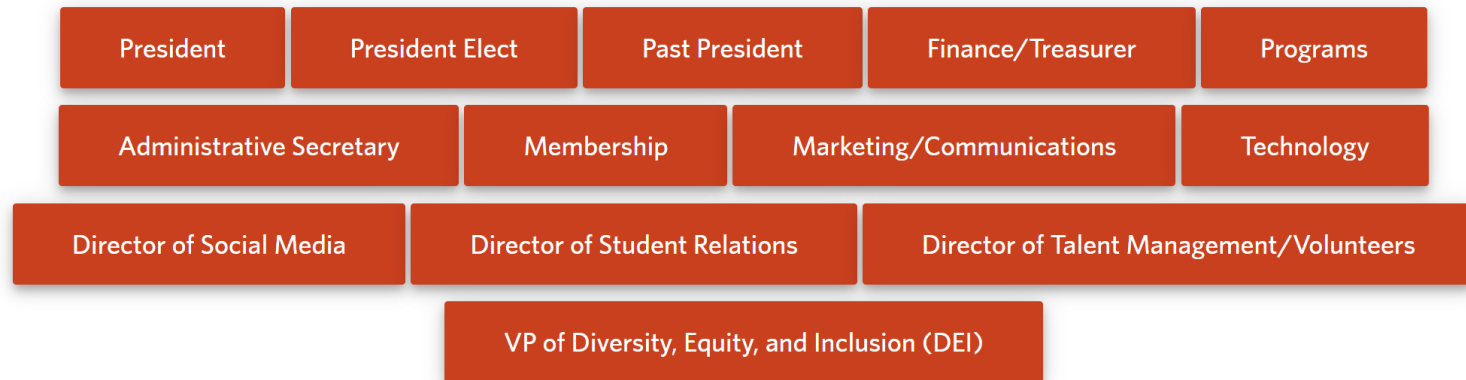 President President Elect Past President Finance/Treasurer Programs
Administrative Secretary Membership Marketing/Communications Technology
Director of Social Media Director of Student Relations Director of Talent Management/Volunteers
VP of Diversity, Equity, and Inclusion (DEI)